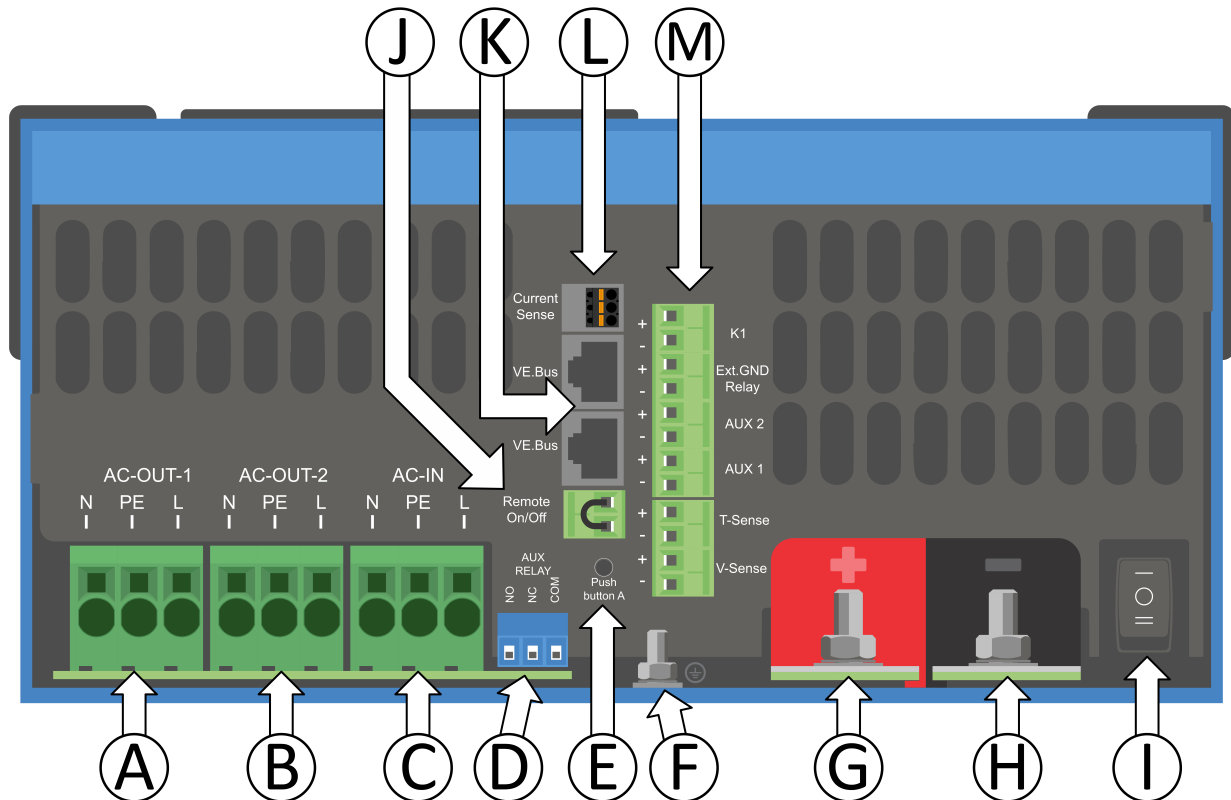 J K L M
Current
Sense
VE.Bus
VE.Bus
Remote
On/Off
+
-
+
-
+
-
+
-
+
-
+
-
K1
Ext.GND
Relay
AUX 2
AUX 1
T-Sense
V-Sense
AC-OUT-1 AC-OUT-2 AC-IN
N PE L N PE L N PE L
AUX
RELAY
NO NC COM
Push
button A
A B C D E F G H I